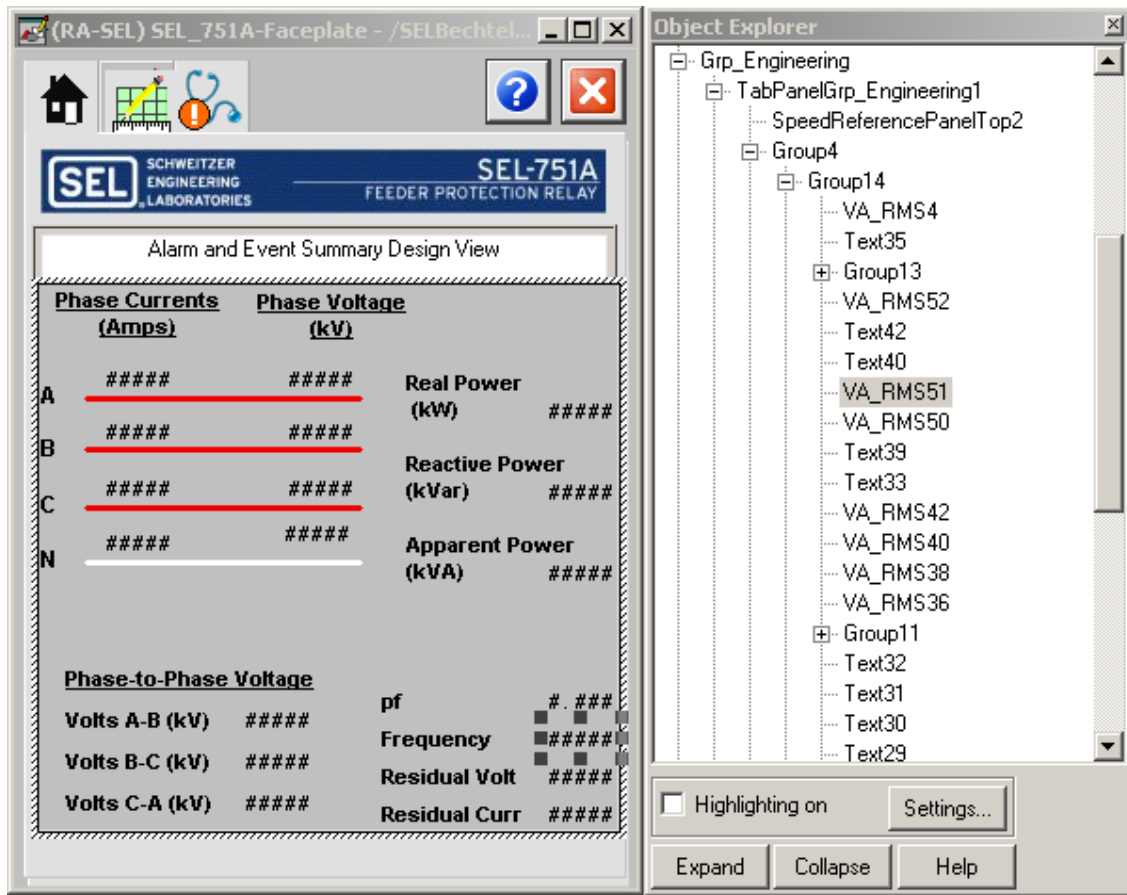 (RA-SEL) SEL_751A-Faceplate - /SELBechtel...
SEL SCHWEITZER ENGINEERING LABORATORIES
SEL-751A
FEEDER PROTECTION RELAY
Alarm and Event Summary Design View
Phase Currents Phase Voltage
(Amps) (kV)
A ##### #####
Real Power
(kW) #####
B ##### #####
Reactive Power
(kVar) #####
C ##### #####
N ##### #####
Apparent Power
(kVA) #####
Phase-to-Phase Voltage
Volts A-B (kV) #####
Volts B-C (kV) #####
Volts C-A (kV) #####
pf #.###
Frequency #####
Residual Volt #####
Residual Curr #####
Object Explorer
Grp_Engineering
TabPanelGrp_Engineering1
SpeedReferencePanelTop2
Group4
Group14
VA_RMS4
Text35
Group13
VA_RMS52
Text42
Text40
VA_RMS51
VA_RMS50
Text39
Text33
VA_RMS42
VA_RMS40
VA_RMS38
VA_RMS36
Group11
Text32
Text31
Text30
Text29
Highlighting on
Settings...
Expand Collapse Help